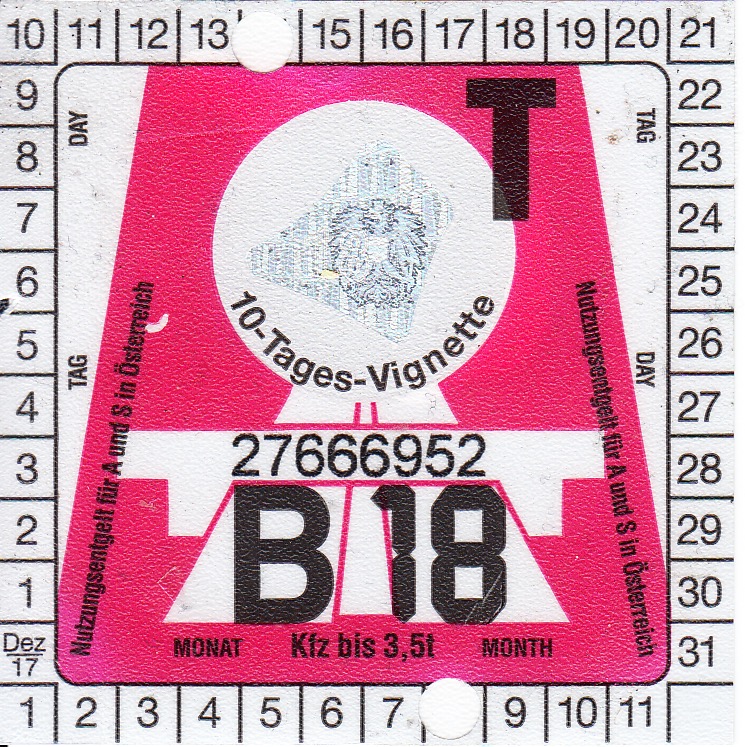 10 11 12 13 15 16 17 18 19 20 21
9 22
8 23
7 24
6 25
5 26
4 27
3 28
2 29
1 30
Dez 17 31
1 2 3 4 5 6 7 9 10 11
DAY
TAG
T
TAG
DAY
10-Tages-Vignette
Nutzungsentgelt für A und S in Österreich
Nutzungsentgelt für A und S in Österreich
27666952
B 18
MONAT Kfz bis 3,5t MONTH